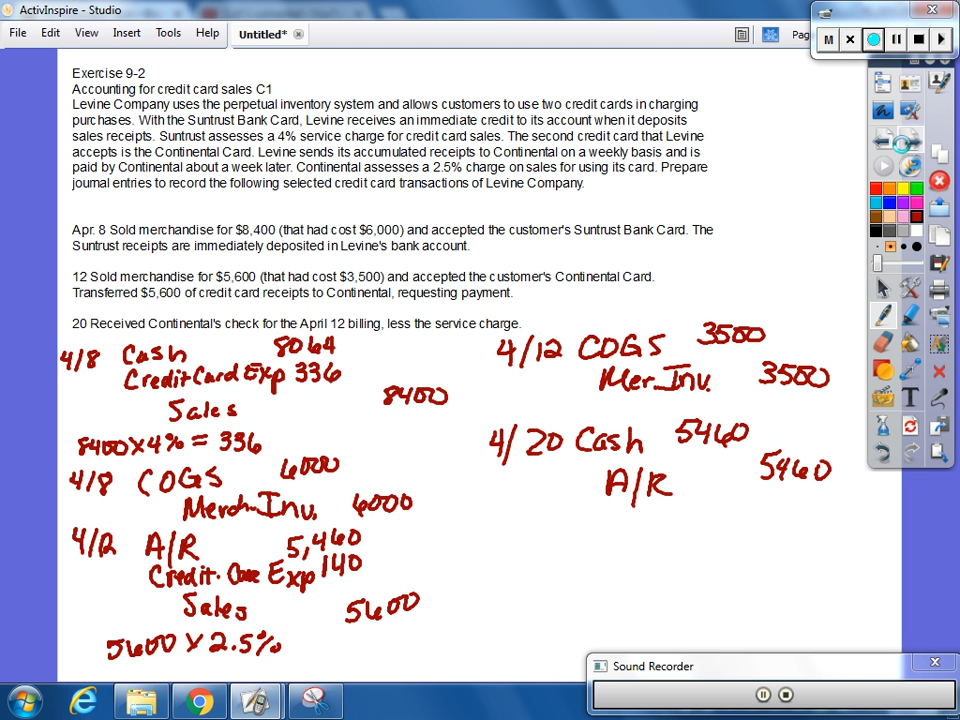 ActivInspire - Studio
File Edit View Insert Tools Help Untitled* Pag
M
Exercise 9-2
Accounting for credit card sales C1
Levine Company uses the perpetual inventory system and allows customers to use two credit cards in charging
purchases. With the Suntrust Bank Card, Levine receives an immediate credit to its account when it deposits
sales receipts. Suntrust assesses a 4% service charge for credit card sales. The second credit card that Levine
accepts is the Continental Card. Levine sends its accumulated receipts to Continental on a weekly basis and is
paid by Continental about a week later. Continental assesses a 2.5% charge on sales for using its card. Prepare
journal entries to record the following selected credit card transactions of Levine Company.
Apr. 8 Sold merchandise for $8,400 (that had cost $6,000) and accepted the customer's Suntrust Bank Card. The
Suntrust receipts are immediately deposited in Levine's bank account.
12 Sold merchandise for $5,600 (that had cost $3,500) and accepted the customer's Continental Card.
Transferred $5,600 of credit card receipts to Continental, requesting payment.
20 Received Continental's check for the April 12 billing, less the service charge.
4/8 Cash 8064
Credit Card Exp 336
Sales 8400
8400 X 4% = 336
4/8 COGS 6000
Merch. Inv. 6000
4/12 A/R 5,460
Credit Card Exp 140
Sales 5600
5600 X 2.5%
4/12 COGS 3500
Mer. Inv. 3500
4/20 Cash 5460
A/R 5460
Sound Recorder